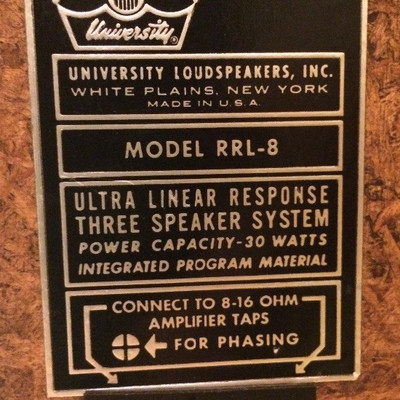 University
UNIVERSITY LOUDSPEAKERS, INC.
WHITE PLAINS, NEW YORK
MADE IN U.S.A.
MODEL RRL-8
ULTRA LINEAR RESPONSE
THREE SPEAKER SYSTEM
POWER CAPACITY-30 WATTS
INTEGRATED PROGRAM MATERIAL
CONNECT TO 8-16 OHM
AMPLIFIER TAPS
FOR PHASING